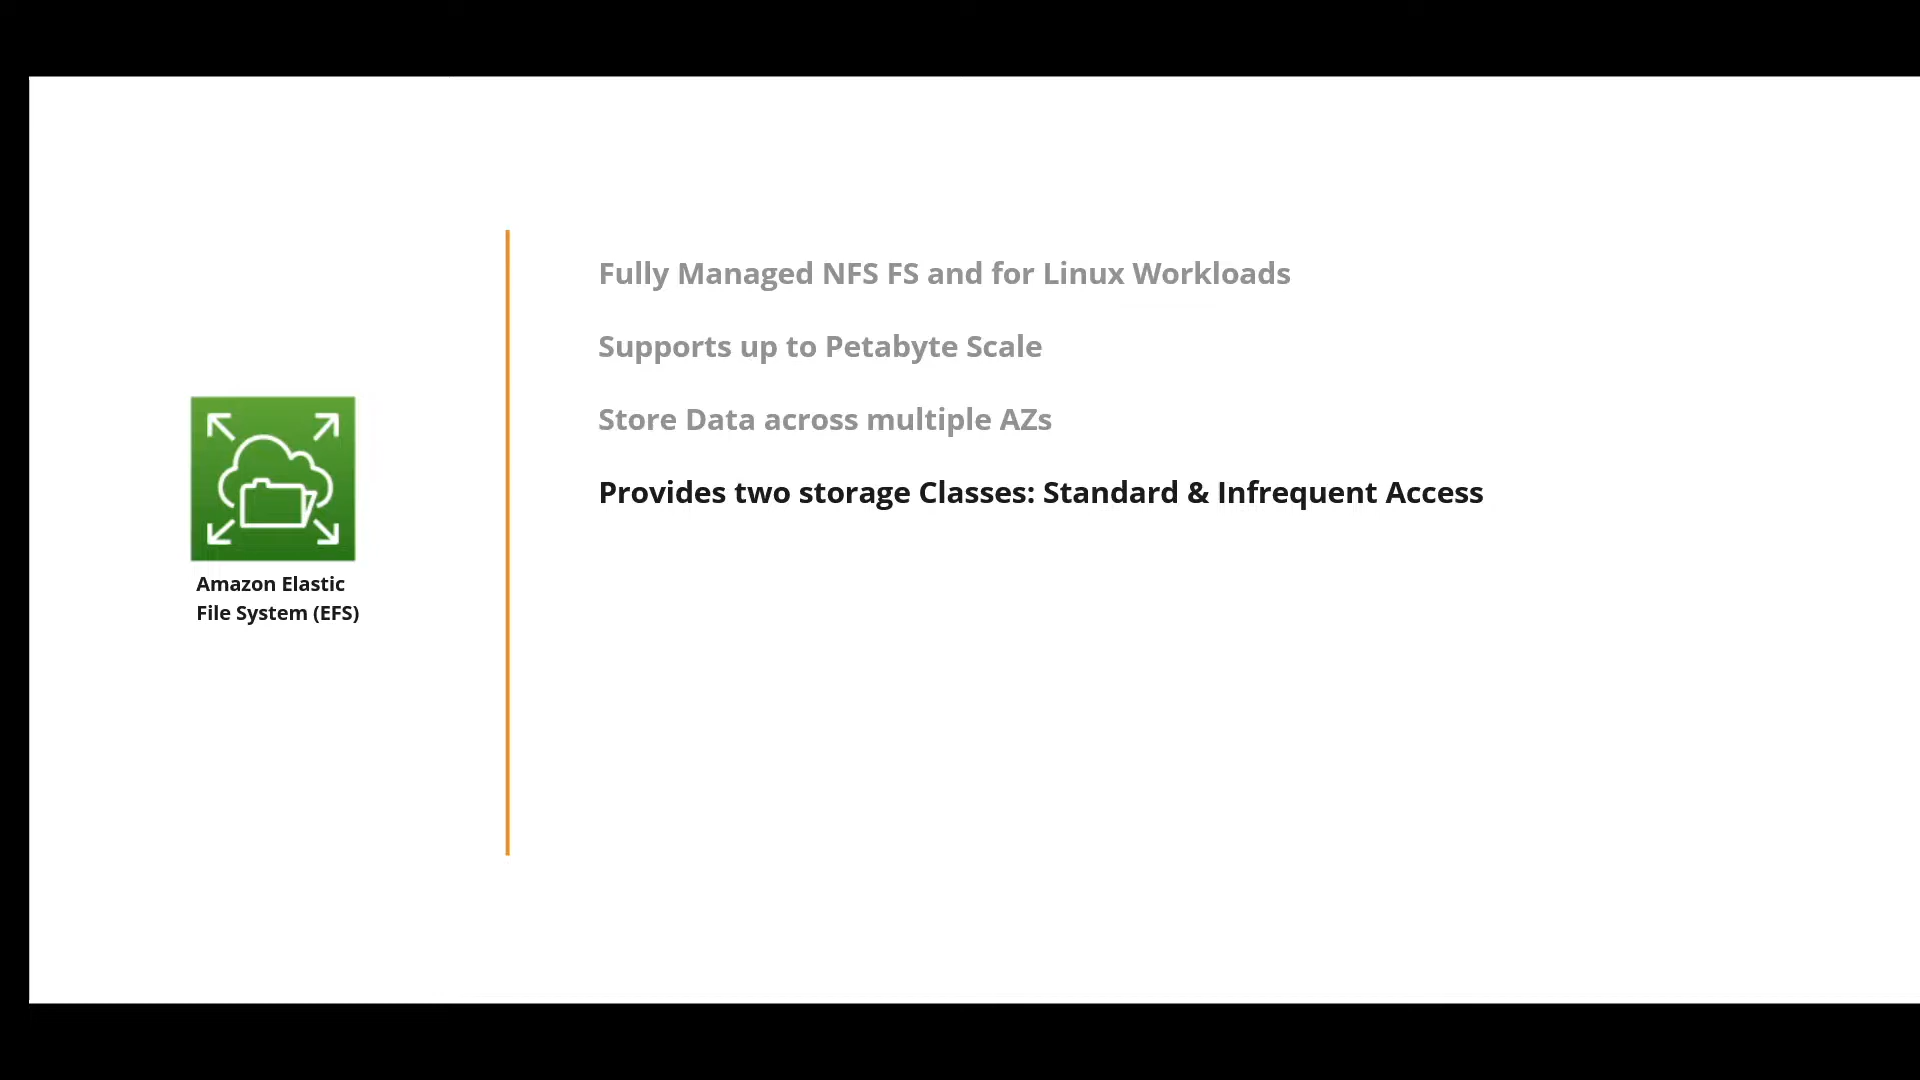 Fully Managed NFS FS and for Linux Workloads
Supports up to Petabyte Scale
Store Data across multiple AZs
Provides two storage Classes: Standard & Infrequent Access
Amazon Elastic
File System (EFS)